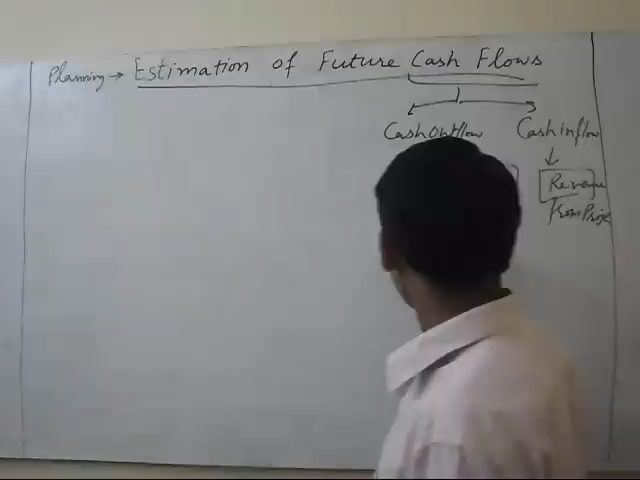 Planning → Estimation of Future Cash Flows
Cash outflow Cash inflow
Revenue
from Proje